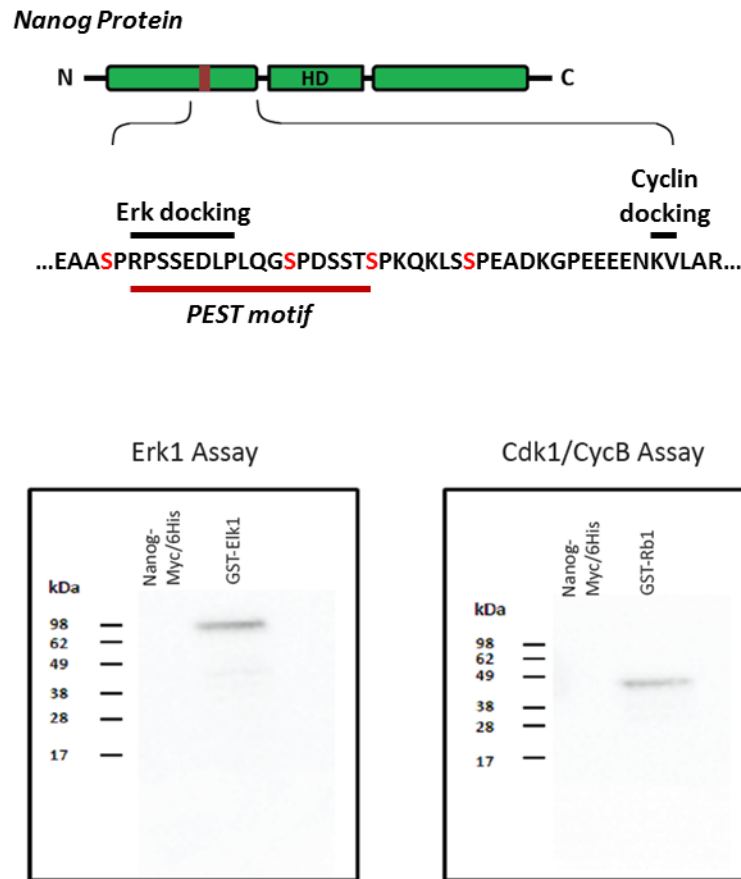 Nanog Protein
N HD C
Cyclin
Erk docking docking
...EAASPRPSSEDLPLQGSPDSSTSPKQKLSSPEADKGPEEEENKVLAR...
PEST motif
Erk1 Assay Cdk1/CycB Assay
Nanog-
Myc/6His
GST-Elk1
kDa
98
62
49
38
28
17
Nanog-
Myc/6His
GST-Rb1
kDa
98
62
49
38
28
17